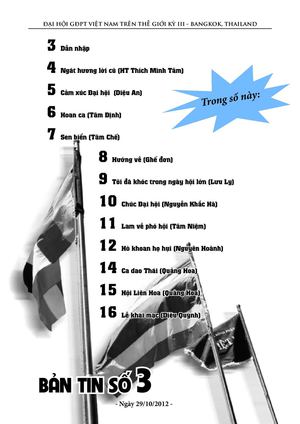 ĐẠI HỘI GĐPT VIỆT NAM TRÊN THẾ GIỚI KỲ III - BANGKOK, THAILAND
3 Dẫn nhập
4 Ngát hương lời cũ (HT Thích Minh Tâm)
Trong số này:
5 Cảm xúc Đại hội (Diệu An)
6 Hoan ca (Tâm Định)
7 Sen biển (Tâm Chế)
8 Hướng về (Ghế đơn)
9 Tôi đã khóc trong ngày hội lớn (Lưu Ly)
10 Chúc Đại hội (Nguyễn Khắc Hà)
11 Lam về phó hội (Tâm Niệm)
12 Hò khoan họ hụi (Nguyên Hoành)
14 Ca dao Thái (Quảng Hoa)
15 Hội Liên Hoa (Quảng Hoa)
16 Lễ khai mạc (Diệu Quỳnh)
BẢN TIN SỐ 3
- Ngày 29/10/2012 -